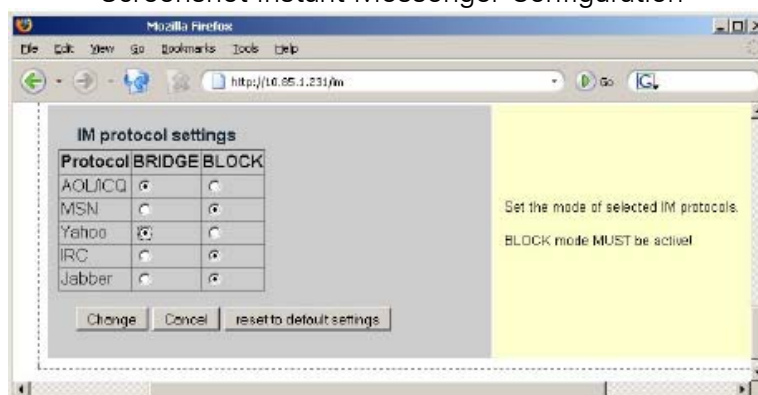 Screenshot Instant Messenger Configuration
Mozilla Firefox
File Edit View Go Bookmarks Tools Help
http://10.65.1.231/im
Go
G
IM protocol settings
Protocol BRIDGE BLOCK
AOL/ICQ
MSN
Yahoo
IRC
Jabber
Set the mode of selected IM protocols.
BLOCK mode MUST be active!
Change Cancel reset to default settings